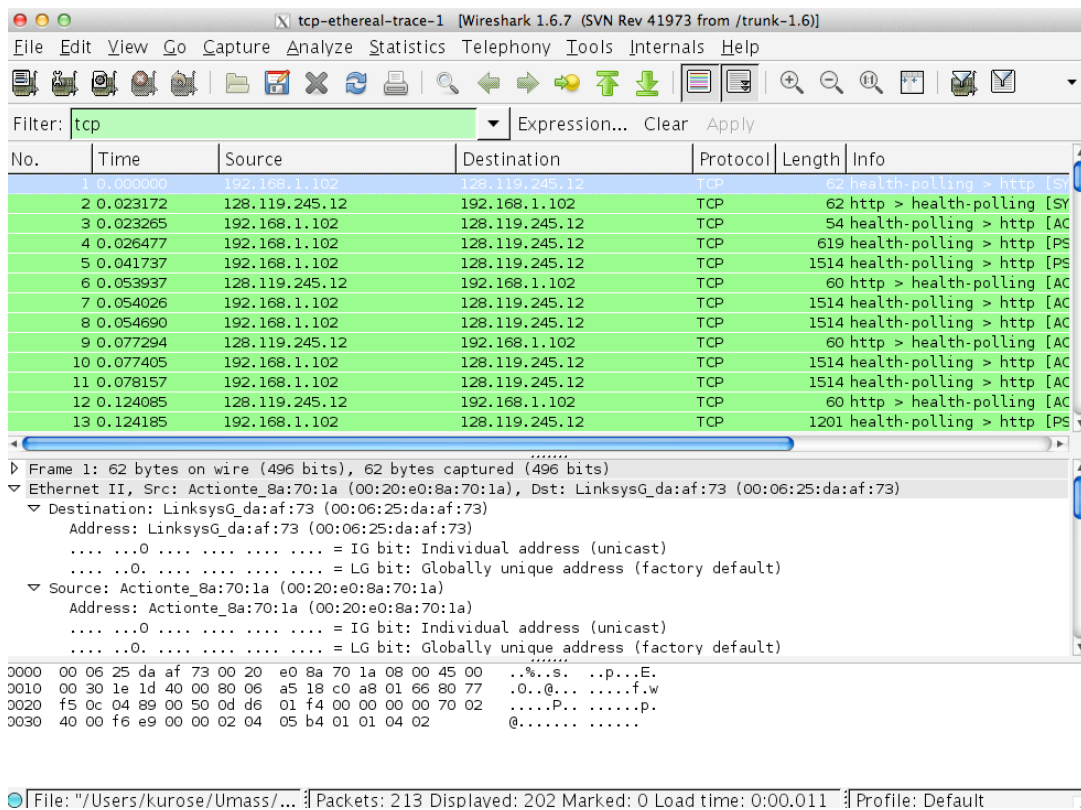 tcp-ethereal-trace-1 [Wireshark 1.6.7 (SVN Rev 41973 from /trunk-1.6)]
File Edit View Go Capture Analyze Statistics Telephony Tools Internals Help
Filter: tcp Expression... Clear Apply
No. Time Source Destination Protocol Length Info
1 0.000000 192.168.1.102 128.119.245.12 TCP 62 health-polling > http [SY
2 0.023172 128.119.245.12 192.168.1.102 TCP 62 http > health-polling [SY
3 0.023265 192.168.1.102 128.119.245.12 TCP 54 health-polling > http [AC
4 0.026477 192.168.1.102 128.119.245.12 TCP 619 health-polling > http [PS
5 0.041737 192.168.1.102 128.119.245.12 TCP 1514 health-polling > http [PS
6 0.053937 128.119.245.12 192.168.1.102 TCP 60 http > health-polling [AC
7 0.054026 192.168.1.102 128.119.245.12 TCP 1514 health-polling > http [AC
8 0.054690 192.168.1.102 128.119.245.12 TCP 1514 health-polling > http [AC
9 0.077294 128.119.245.12 192.168.1.102 TCP 60 http > health-polling [AC
10 0.077405 192.168.1.102 128.119.245.12 TCP 1514 health-polling > http [AC
11 0.078157 192.168.1.102 128.119.245.12 TCP 1514 health-polling > http [AC
12 0.124085 128.119.245.12 192.168.1.102 TCP 60 http > health-polling [AC
13 0.124185 192.168.1.102 128.119.245.12 TCP 1201 health-polling > http [PS
Frame 1: 62 bytes on wire (496 bits), 62 bytes captured (496 bits)
Ethernet II, Src: Actionte_8a:70:1a (00:20:e0:8a:70:1a), Dst: LinksysG_da:af:73 (00:06:25:da:af:73)
Destination: LinksysG_da:af:73 (00:06:25:da:af:73)
Address: LinksysG_da:af:73 (00:06:25:da:af:73)
.... ...0 .... .... .... .... = IG bit: Individual address (unicast)
.... ..0. .... .... .... .... = LG bit: Globally unique address (factory default)
Source: Actionte_8a:70:1a (00:20:e0:8a:70:1a)
Address: Actionte_8a:70:1a (00:20:e0:8a:70:1a)
.... ...0 .... .... .... .... = IG bit: Individual address (unicast)
.... ..0. .... .... .... .... = LG bit: Globally unique address (factory default)
0000 00 06 25 da af 73 00 20 e0 8a 70 1a 08 00 45 00 ..%..s. ..p...E.
0010 00 30 1e 1d 40 00 80 06 a5 18 c0 a8 01 66 80 77 .0..@... .....f.w
0020 f5 0c 04 89 00 50 0d d6 01 f4 00 00 00 00 70 02 .....P.. ......p.
0030 40 00 f6 e9 00 00 02 04 05 b4 01 01 04 02 @....... ......
File: "/Users/kurose/Umass/... Packets: 213 Displayed: 202 Marked: 0 Load time: 0:00.011 Profile: Default